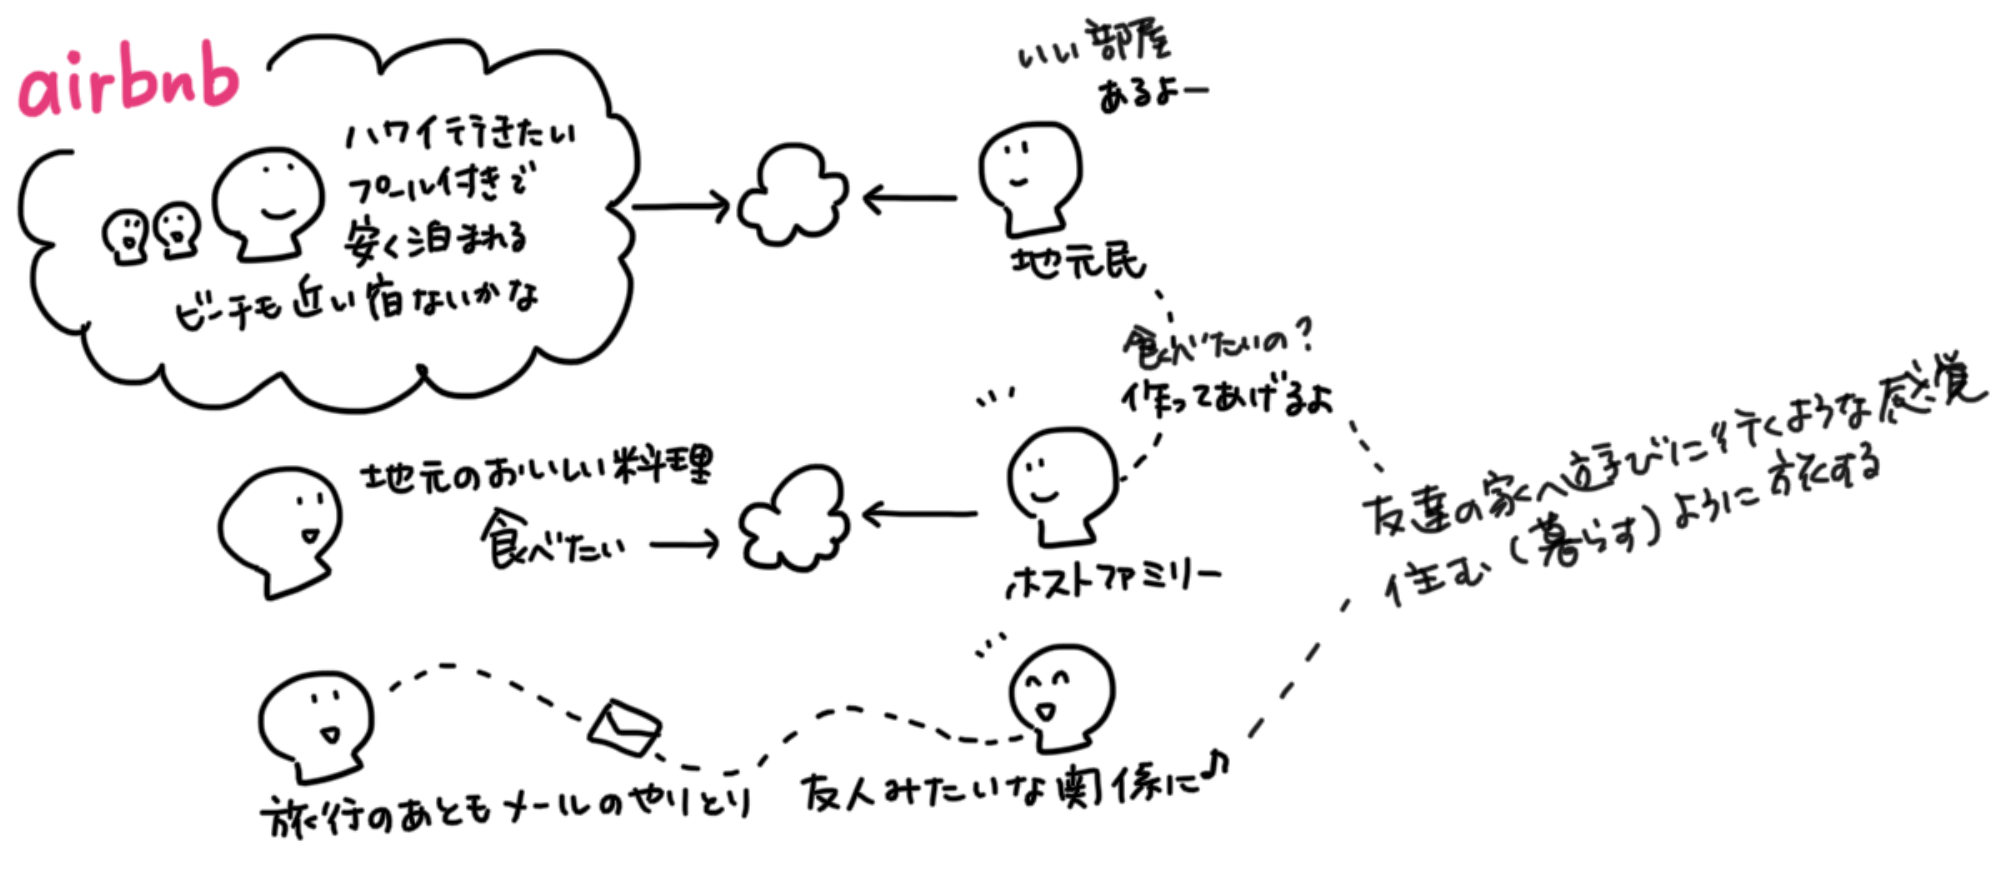 airbnb
ハワイ行きたい
プール付きで
安く泊まれる
ビーチも近い宿ないかな
いい部屋
あるよー
地元民
食べたいの?
作ってあげるよ
地元のおいしい料理
食べたい
ホストファミリー
友達の家へ遊びに行くような感覚
住む(暮らす)ように旅する
旅行のあともメールのやりとり
友人みたいな関係に♪